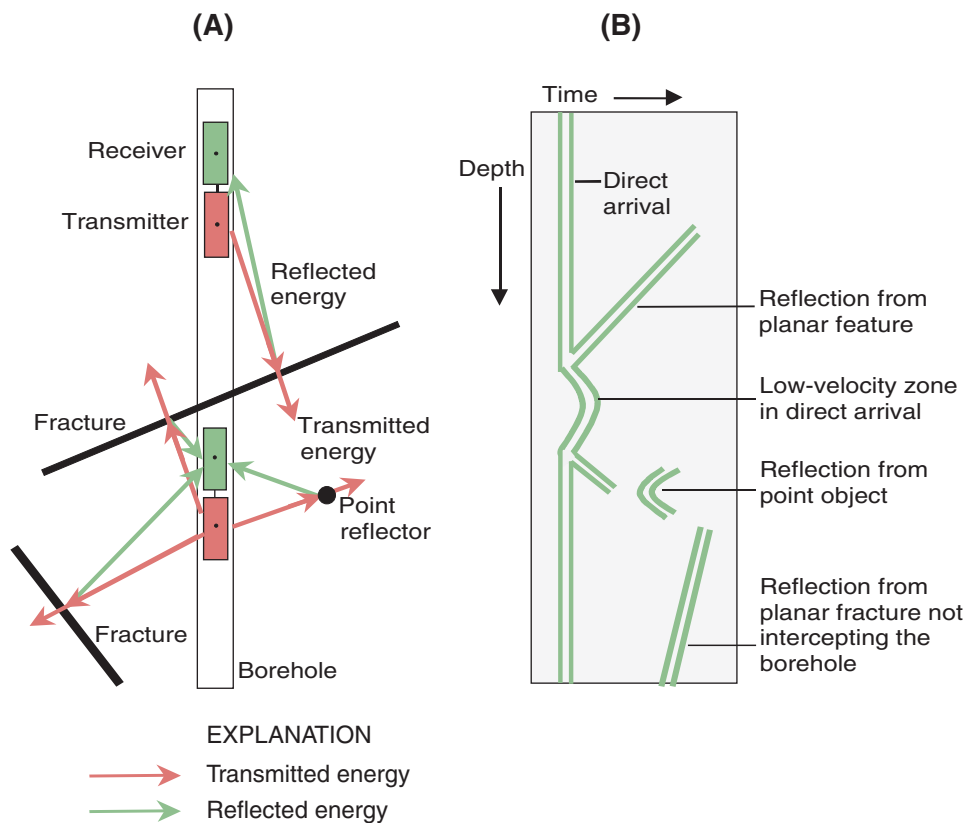 (A)
Receiver
Transmitter
Reflected
energy
Fracture
Transmitted
energy
Point
reflector
Fracture
Borehole
EXPLANATION
Transmitted energy
Reflected energy
(B)
Time
Depth
Direct
arrival
Reflection from
planar feature
Low-velocity zone
in direct arrival
Reflection from
point object
Reflection from
planar fracture not
intercepting the
borehole